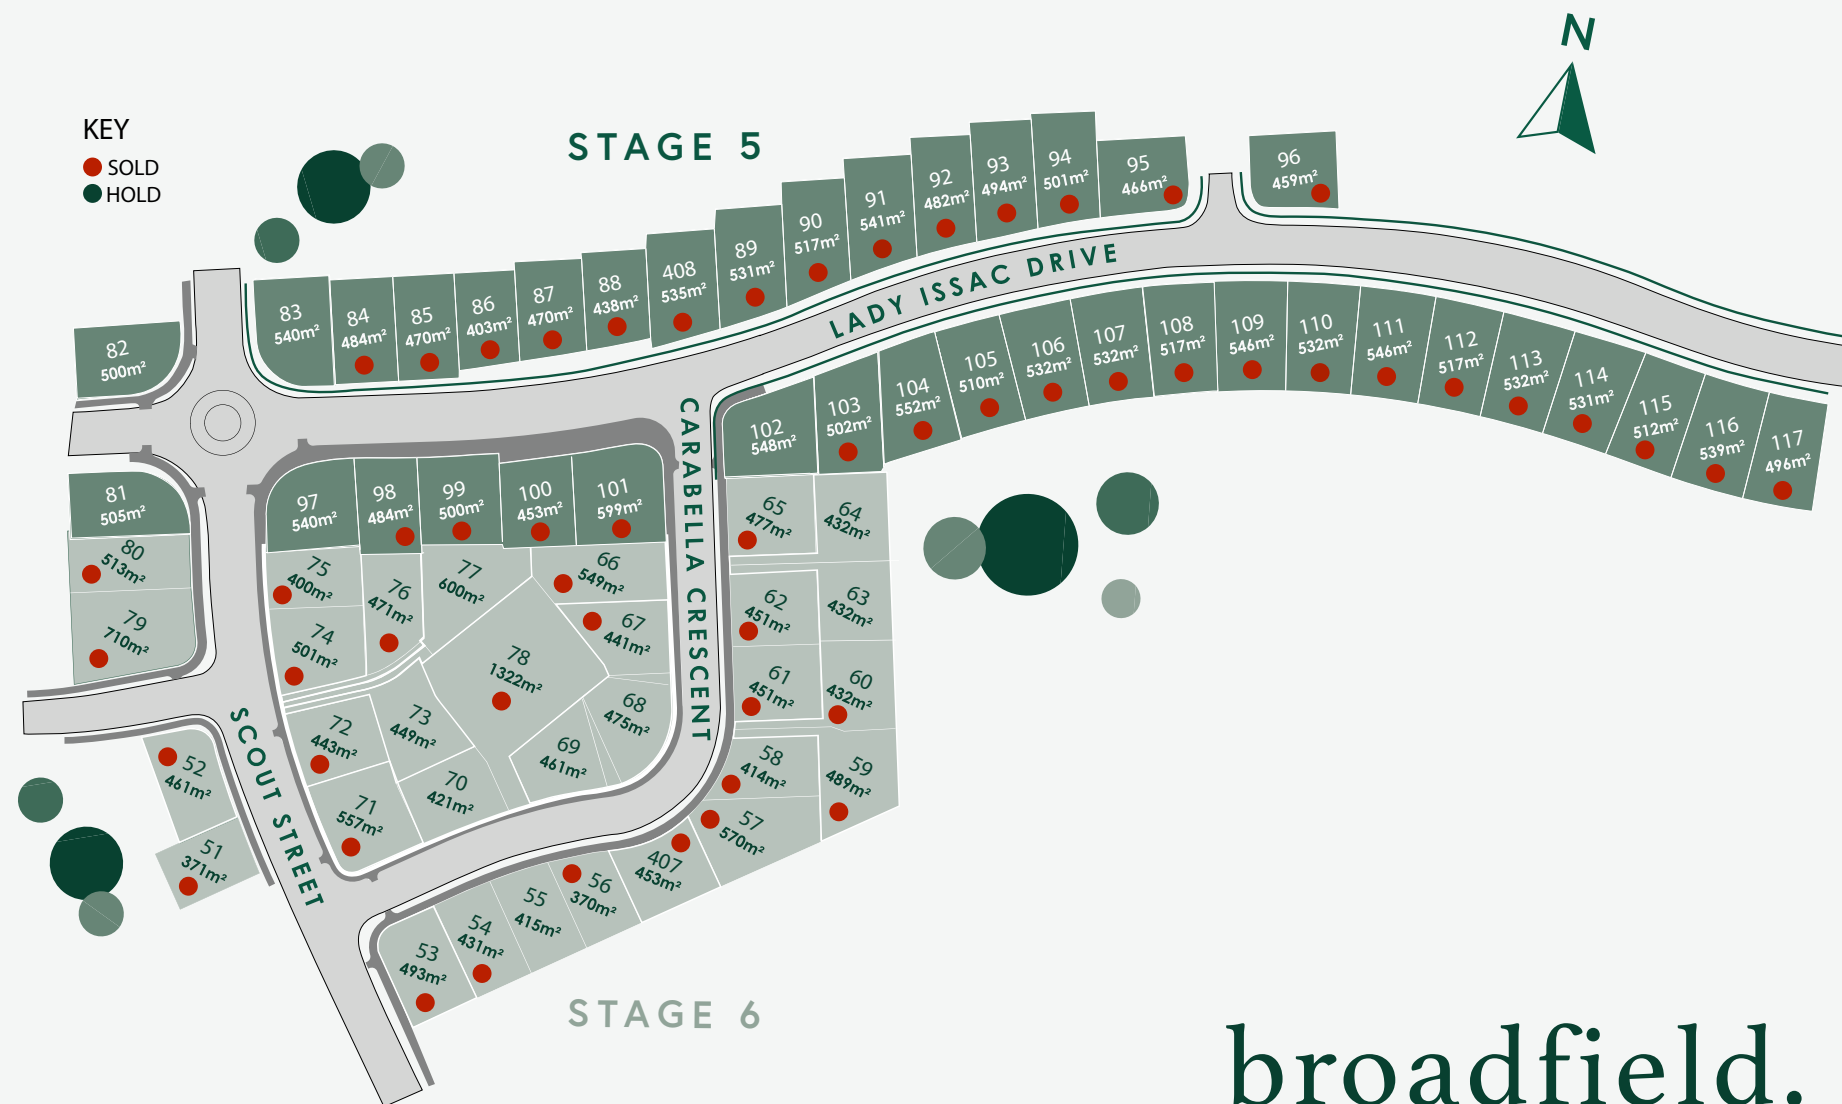 N
KEY
SOLD
HOLD
STAGE 5
82
500m²
83
540m²
84
484m²
85
470m²
86
403m²
87
470m²
88
438m²
408
535m²
89
531m²
90
517m²
91
541m²
92
482m²
93
494m²
94
501m²
95
466m²
96
459m²
LADY ISSAC DRIVE
102
548m²
103
502m²
104
552m²
105
510m²
106
532m²
107
532m²
108
517m²
109
546m²
110
532m²
111
546m²
112
517m²
113
532m²
114
531m²
115
512m²
116
539m²
117
496m²
81
505m²
97
540m²
98
484m²
99
500m²
100
453m²
101
599m²
CARABELLA CRESCENT
80
513m²
79
710m²
75
400m²
76
471m²
77
600m²
66
549m²
67
441m²
74
501m²
78
1322m²
68
475m²
72
443m²
73
449m²
69
461m²
70
421m²
71
557m²
65
477m²
64
432m²
62
451m²
63
432m²
61
451m²
60
432m²
58
414m²
59
489m²
57
570m²
407
453m²
56
370m²
55
415m²
54
431m²
53
493m²
52
461m²
51
371m²
SCOUT STREET
STAGE 6
broadfield.